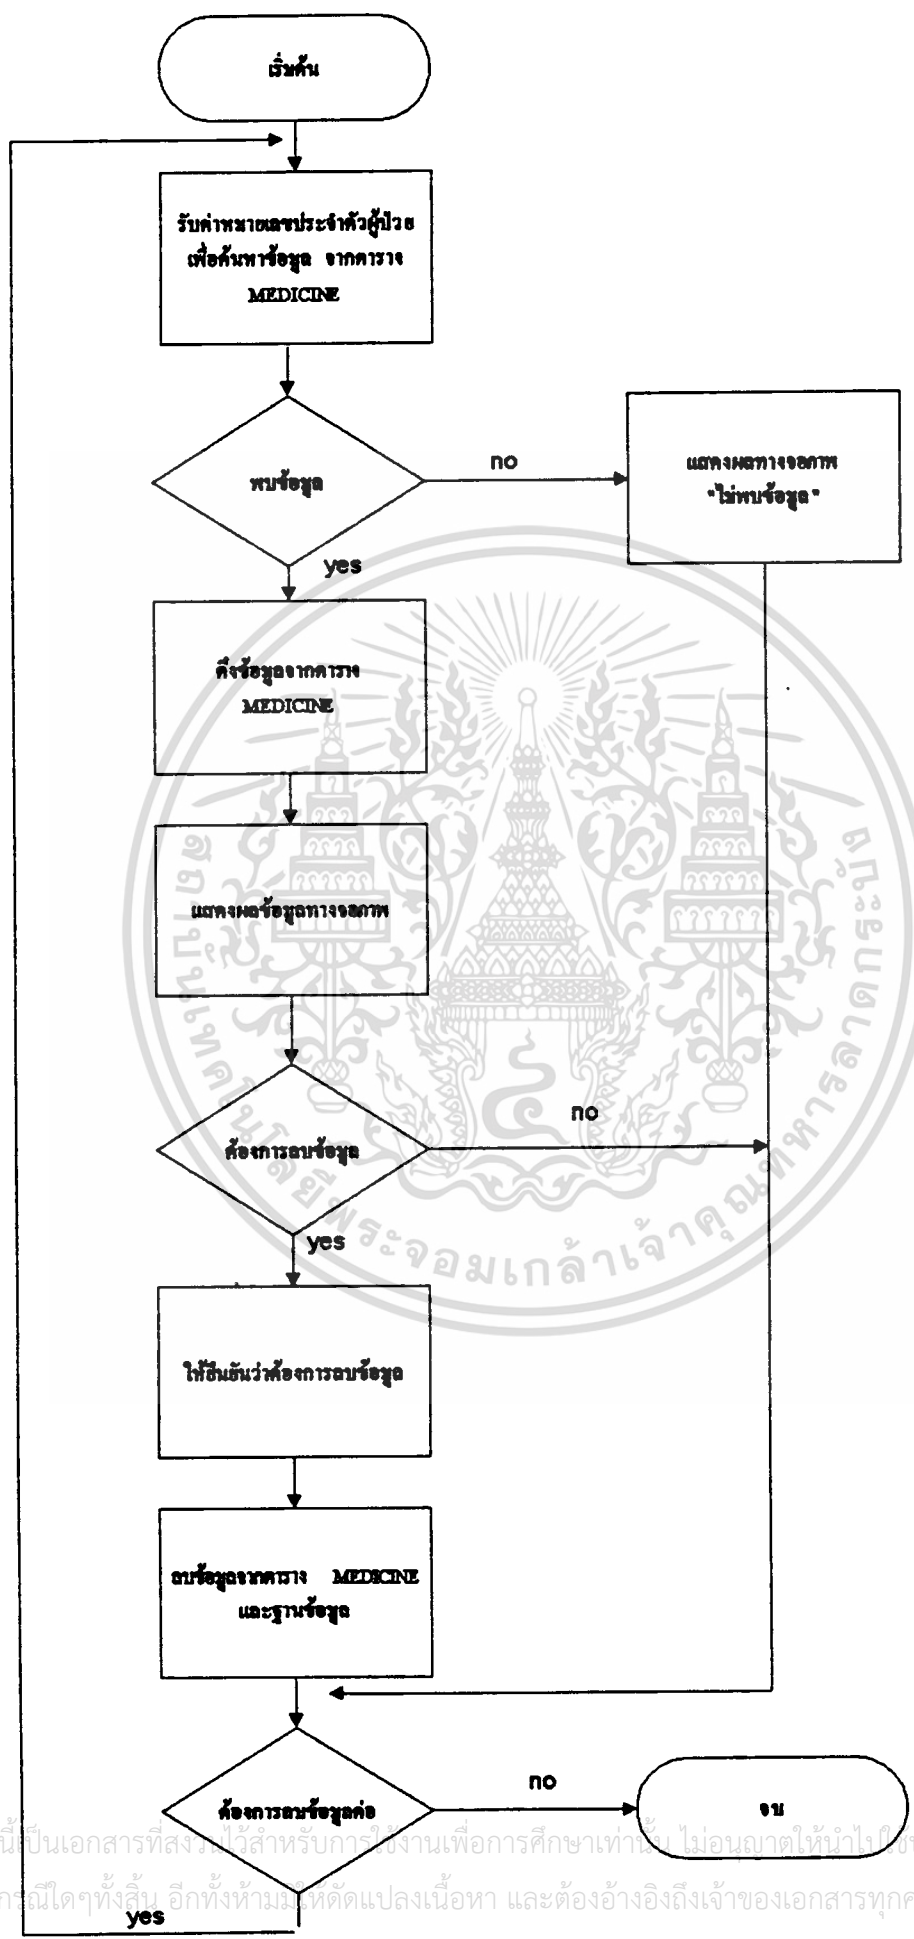 เริ่มต้น
รับค่าหมายเลขประจำตัวผู้ป่วย
เพื่อค้นหาข้อมูล จากตาราง
MEDICINE
พบข้อมูล
no
แสดงผลทางจอภาพ
"ไม่พบข้อมูล"
yes
ดึงข้อมูลจากตาราง
MEDICINE
แสดงผลข้อมูลทางจอภาพ
สถาบันเทคโนโลยีพระจอมเกล้าเจ้าคุณทหารลาดกระบัง
ต้องการลบข้อมูล
no
yes
ให้ยืนยันว่าต้องการลบข้อมูล
ลบข้อมูลจากตาราง MEDICINE
และฐานข้อมูล
ต้องการลบข้อมูลต่อ
no
จบ
นี้เป็นเอกสารที่สงวนไว้สำหรับการใช้งานเพื่อการศึกษาเท่านั้น ไม่อนุญาตให้นำไปใช้
กรณีใดๆทั้งสิ้น อีกทั้งห้ามมิให้ดัดแปลงเนื้อหา และต้องอ้างอิงถึงเจ้าของเอกสารทุกค
yes